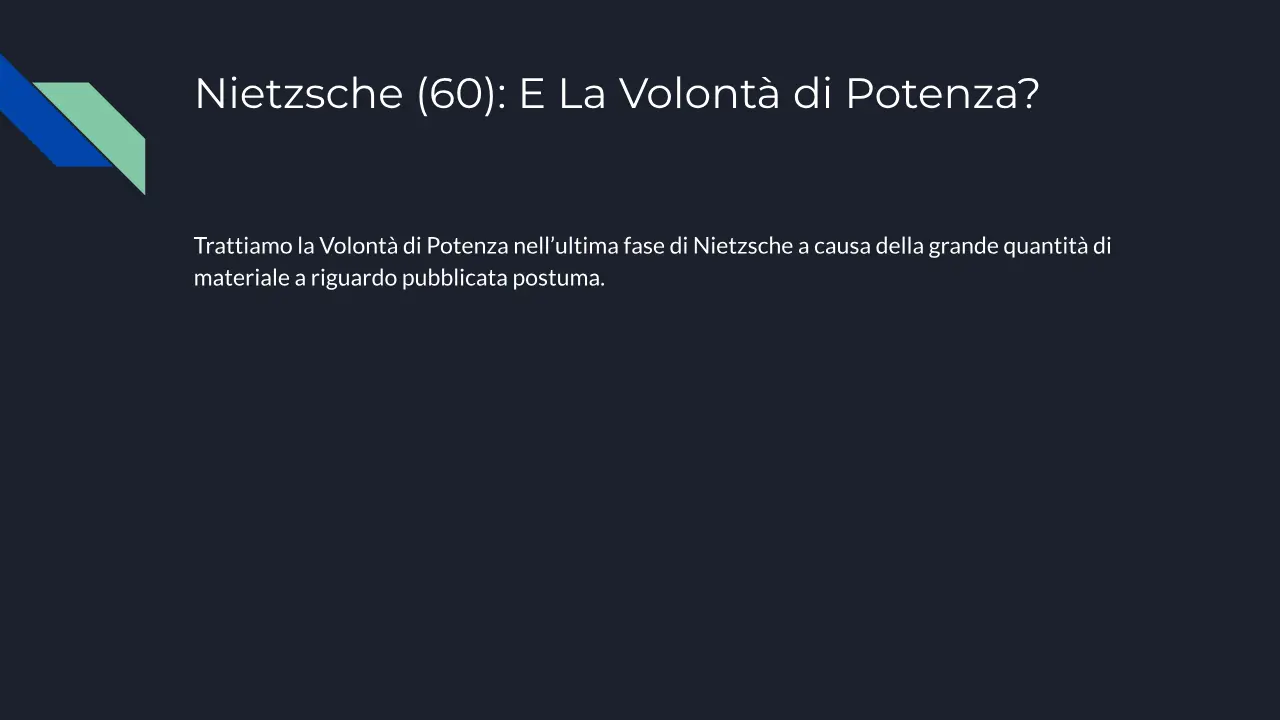 Nietzsche (60): E La Volontà di Potenza?
Trattiamo la Volontà di Potenza nell’ultima fase di Nietzsche a causa della grande quantità di
materiale a riguardo pubblicata postuma.